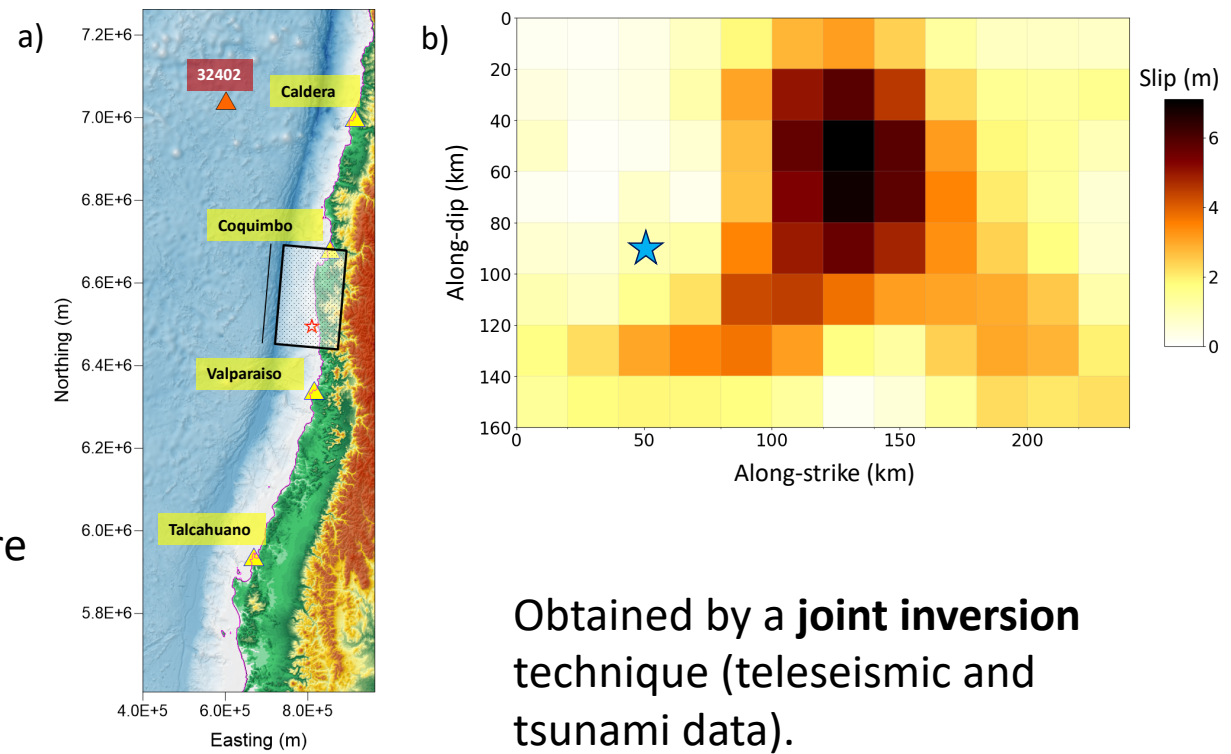 a)
7.2E+6
7.0E+6
6.8E+6
6.6E+6
6.4E+6
6.2E+6
6.0E+6
5.8E+6
Northing (m)
4.0E+5 6.0E+5 8.0E+5
Easting (m)
32402
Caldera
Coquimbo
Valparaiso
Talcahuano
re
b)
0
20
40
60
80
100
120
140
160
Along-dip (km)
0 50 100 150 200
Along-strike (km)
Slip (m)
6
4
2
0
Obtained by a joint inversion
technique (teleseismic and
tsunami data).